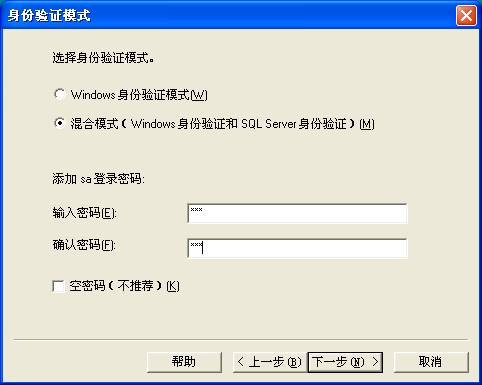 身份验证模式
选择身份验证模式。
Windows 身份验证模式(W)
混合模式(Windows 身份验证和 SQL Server 身份验证)(M)
添加 sa 登录密码:
输入密码(E):
***
确认密码(F):
***
空密码(不推荐)(K)
帮助
< 上一步(B)
下一步(N) >
取消